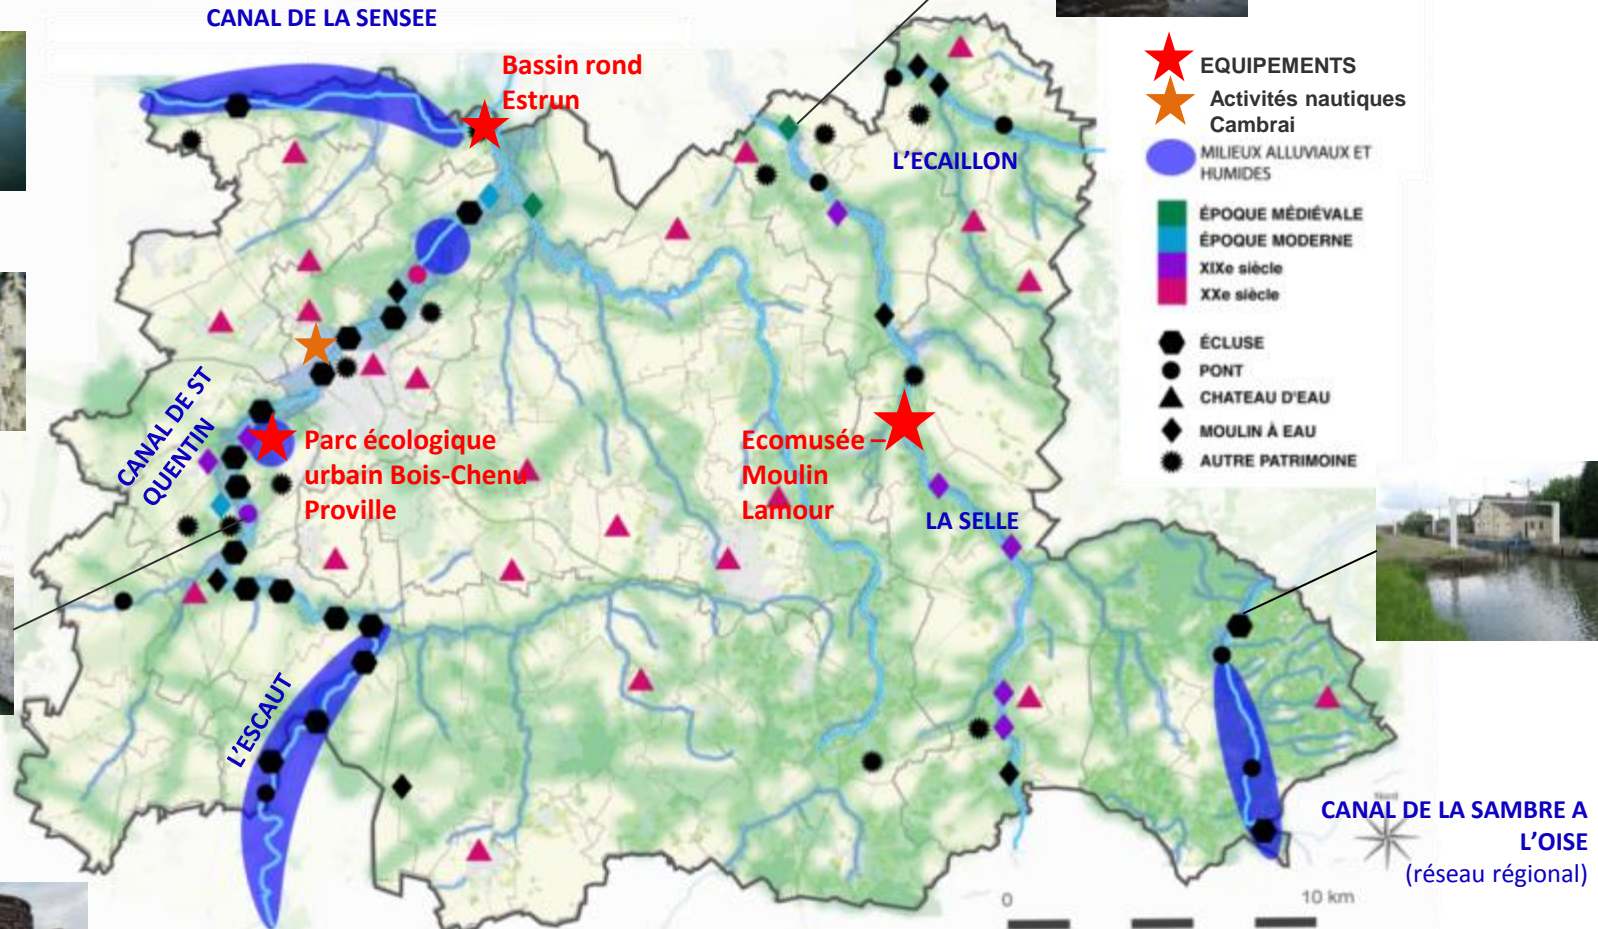 CANAL DE LA SENSEE
Bassin rond
Estrun
L'ECAILLON
CANAL DE ST
QUENTIN
Parc écologique
urbain Bois-Chenu
Proville
Ecomusée –
Moulin
Lamour
LA SELLE
L'ESCAUT
EQUIPEMENTS
Activités nautiques
Cambrai
MILIEUX ALLUVIAUX ET
HUMIDES
ÉPOQUE MÉDIÉVALE
ÉPOQUE MODERNE
XIXe siècle
XXe siècle
ÉCLUSE
PONT
CHATEAU D'EAU
MOULIN À EAU
AUTRE PATRIMOINE
Nord
CANAL DE LA SAMBRE A
L'OISE
(réseau régional)
0 10 km